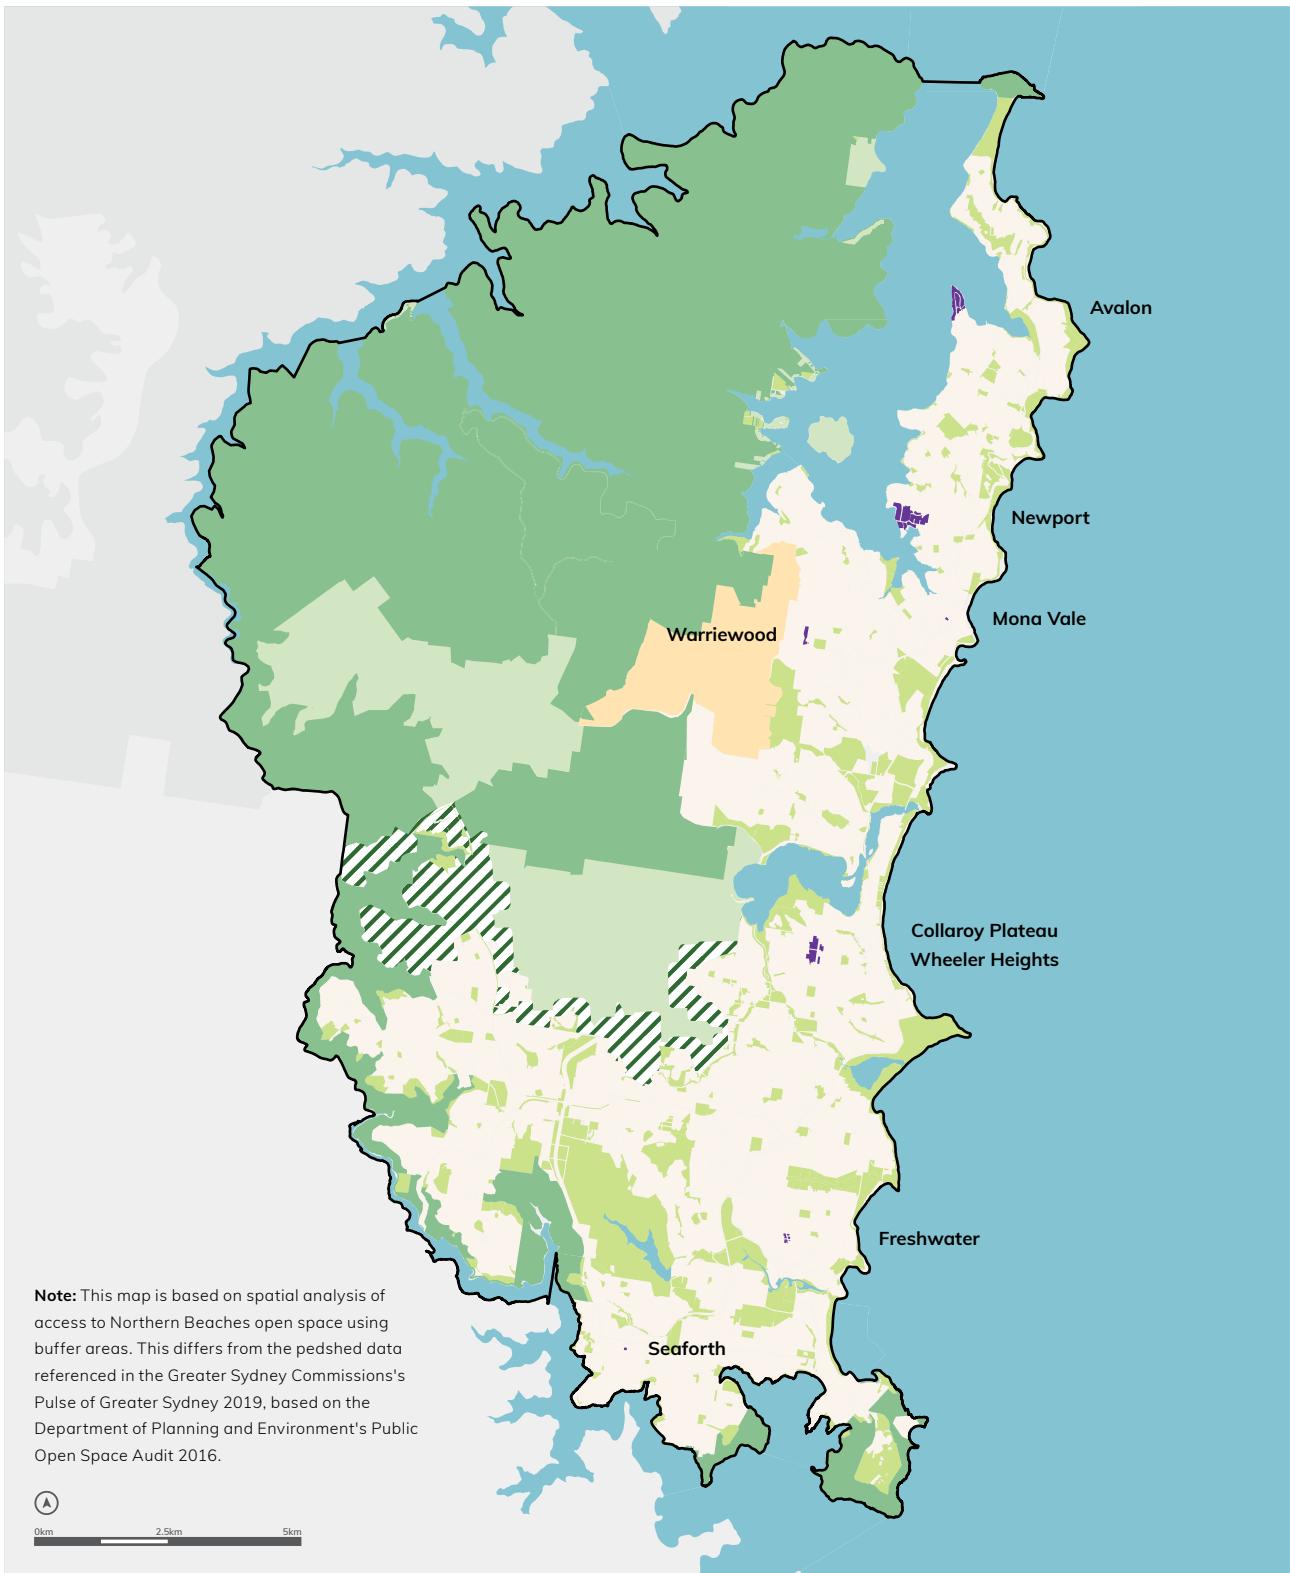 Avalon
Newport
Mona Vale
Warriewood
Collaroy Plateau
Wheeler Heights
Freshwater
Seaforth
Note: This map is based on spatial analysis of
access to Northern Beaches open space using
buffer areas. This differs from the pedshed data
referenced in the Greater Sydney Commissions's
Pulse of Greater Sydney 2019, based on the
Department of Planning and Environment's Public
Open Space Audit 2016.
0km 2.5km 5km